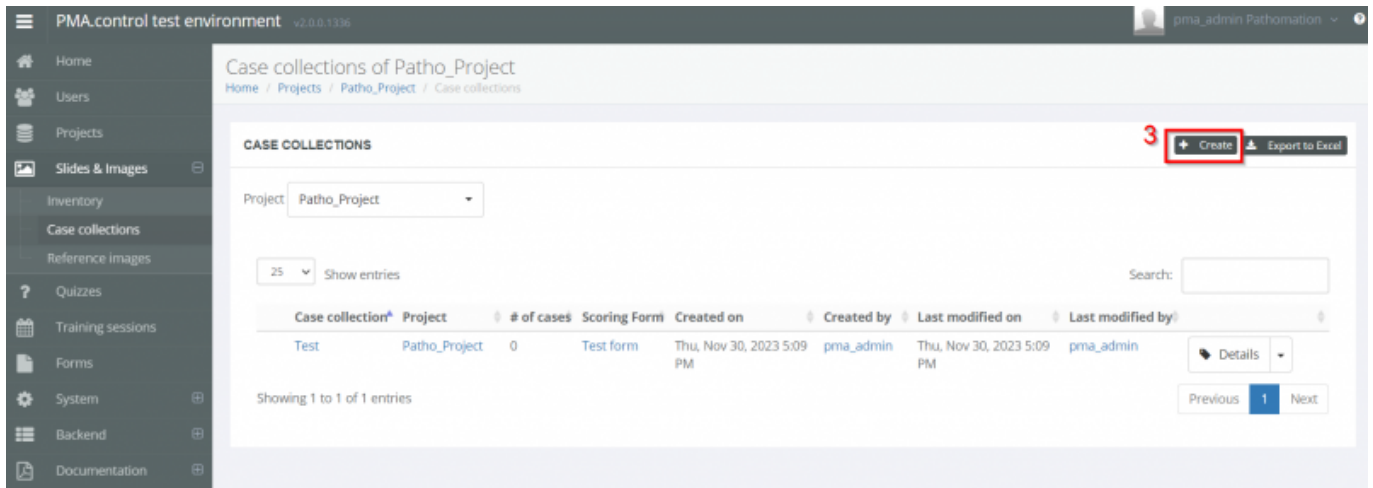 PMA.control test environment v2.0.0.1336
pma_admin Pathomation
Home
Users
Projects
Slides & Images
Inventory
Case collections
Reference images
Quizzes
Training sessions
Forms
System
Backend
Documentation
Case collections of Patho_Project
Home / Projects / Patho_Project / Case collections
CASE COLLECTIONS
3
+ Create
Export to Excel
Project Patho_Project
25 Show entries
Search:
Case collection Project # of cases Scoring Form Created on Created by Last modified on Last modified by
Test Patho_Project 0 Test form Thu, Nov 30, 2023 5:09 pma_admin Thu, Nov 30, 2023 5:09 pma_admin Details
PM PM
Showing 1 to 1 of 1 entries
Previous 1 Next